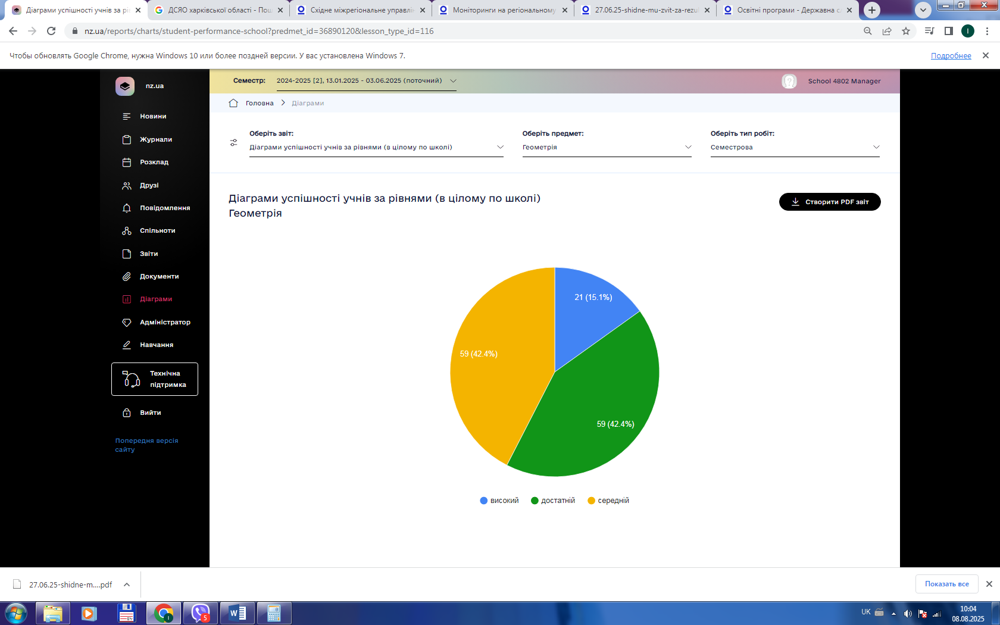 Діаграми успішності учнів за рі
ДСЯО харківської області - Пош
Східне міжрегіональне управлін
Моніторинги на регіональному
27.06.25-shidne-mu-zvit-za-rezul
Освітні програми - Державна сл
nz.ua/reports/charts/student-performance-school?predmet_id=36890120&lesson_type_id=116
I
Чтобы обновлять Google Chrome, нужна Windows 10 или более поздней версии. У вас установлена Windows 7.
Подробнее
nz.ua
Семестр:
2024-2025 [2], 13.01.2025 - 03.06.2025 (поточний)
School 4802 Manager
Головна
Діаграми
Новини
Журнали
Розклад
Друзі
Повідомлення
Спільноти
Звіти
Документи
Діаграми
Адміністратор
Навчання
Технічна
підтримка
Вийти
Попередня версія
сайту
Оберіть звіт:
Діаграми успішності учнів за рівнями (в цілому по школі)
Оберіть предмет:
Геометрія
Оберіть тип робіт:
Семестрова
Діаграми успішності учнів за рівнями (в цілому по школі)
Геометрія
Створити PDF звіт
21 (15.1%)
59 (42.4%)
59 (42.4%)
високий
достатній
середній
27.06.25-shidne-m....pdf
Показать все
64
I
5
W
UK
10:04
08.08.2025